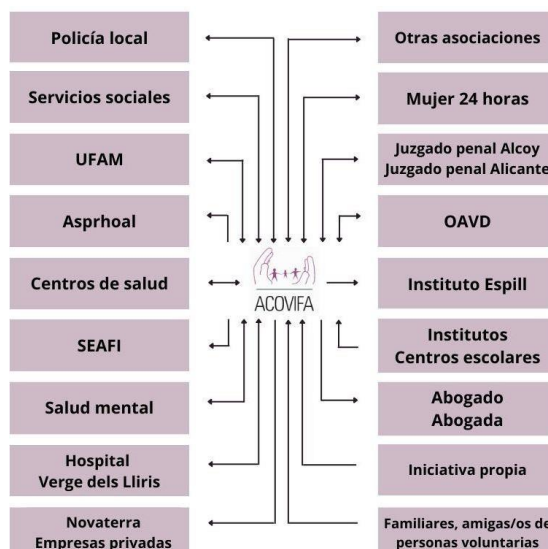 Policía local
Servicios sociales
UFAM
Asprhoal
Centros de salud
SEAFI
Salud mental
Hospital
Verge dels Lliris
Novaterra
Empresas privadas
ACOVIFA
Otras asociaciones
Mujer 24 horas
Juzgado penal Alcoy
Juzgado penal Alicante
OAVD
Instituto Espill
Institutos
Centros escolares
Abogado
Abogada
Iniciativa propia
Familiares, amigas/os de
personas voluntarias